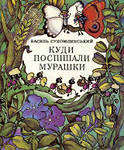 ВАСИЛЬ СУХОМЛИНСЬКИЙ
КУДИ
ПОСПІШАЛИ
МУРАШКИ